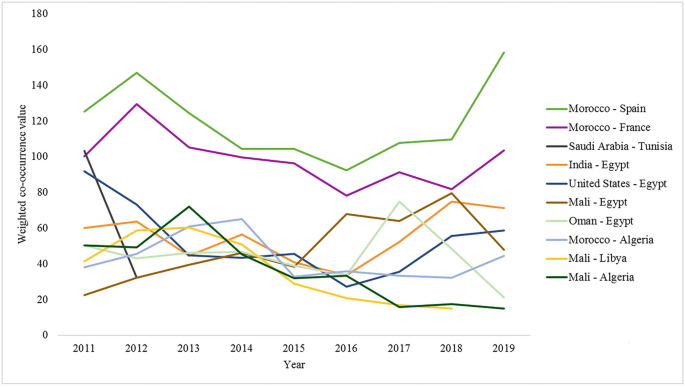 180
160
140
120
100
80
60
40
20
0
Weighted co-occurrence value
2011 2012 2013 2014 2015 2016 2017 2018 2019
Year
Morocco - Spain
Morocco - France
Saudi Arabia - Tunisia
India - Egypt
United States - Egypt
Mali - Egypt
Oman - Egypt
Morocco - Algeria
Mali - Libya
Mali - Algeria